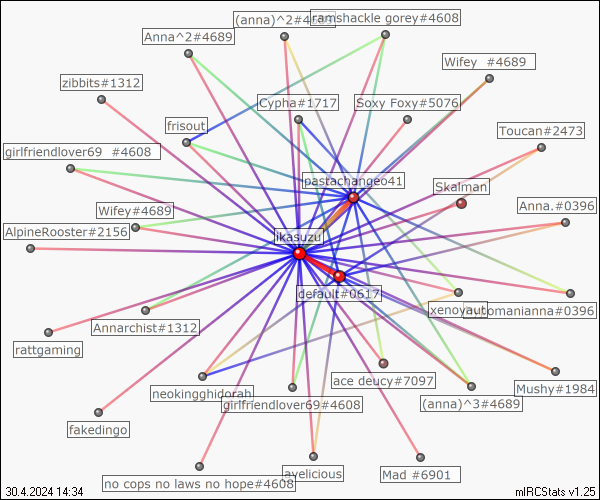 (anna)^2#4689
ramshackle gorey#4608
Anna^2#4689
Wifey #4689
zibbits#1312
Cypha#1717
Soxy Foxy#5076
frisout
Toucan#2473
girlfriendlover69 #4608
pastachangeo41
Skalman
Wifey#4689
Anna.#0396
AlpineRooster#2156
ikasuzu
default#0617
xenoyaut
tomanianna#0396
Annarchist#1312
rattgaming
ace deucy#7097
Mushy#1984
neokingghidorah
girlfriendlover69#4608
(anna)^3#4689
fakedingo
avelicious
Mad #6901
no cops no laws no hope#4608
30.4.2024 14:34
mIRCStats v1.25